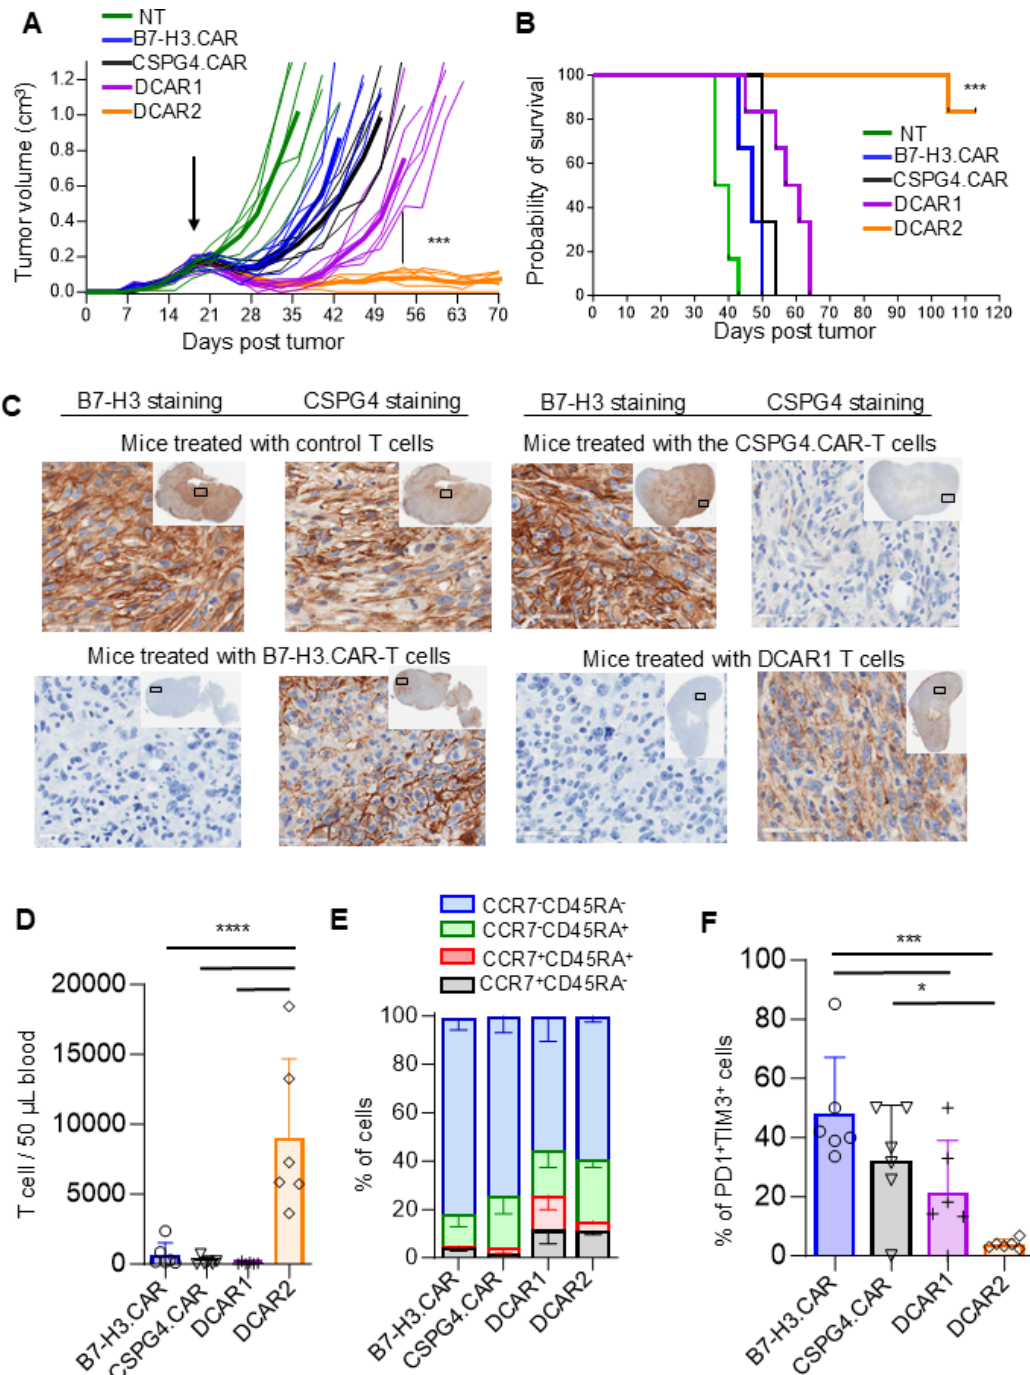 A
NT
B7-H3.CAR
CSPG4.CAR
DCAR1
DCAR2
Tumor volume (cm³)
1.2
1.0
0.8
0.6
0.4
0.2
0.0
***
0 7 14 21 28 35 42 49 56 63 70
Days post tumor
B
Probability of survival
100
80
60
40
20
0
***
NT
B7-H3.CAR
CSPG4.CAR
DCAR1
DCAR2
0 10 20 30 40 50 60 70 80 90 100 110 120
Days post tumor
C
B7-H3 staining CSPG4 staining B7-H3 staining CSPG4 staining
Mice treated with control T cells Mice treated with the CSPG4.CAR-T cells
Mice treated with B7-H3.CAR-T cells Mice treated with DCAR1 T cells
D
****
T cell / 50 µL blood
20000
15000
10000
5000
0
B7-H3.CAR
CSPG4.CAR
DCAR1
DCAR2
E
CCR7⁻CD45RA⁻
CCR7⁻CD45RA⁺
CCR7⁺CD45RA⁺
CCR7⁺CD45RA⁻
% of cells
100
80
60
40
20
0
B7-H3.CAR
CSPG4.CAR
DCAR1
DCAR2
F
***
*
% of PD1⁺TIM3⁺ cells
100
80
60
40
20
0
B7-H3.CAR
CSPG4.CAR
DCAR1
DCAR2